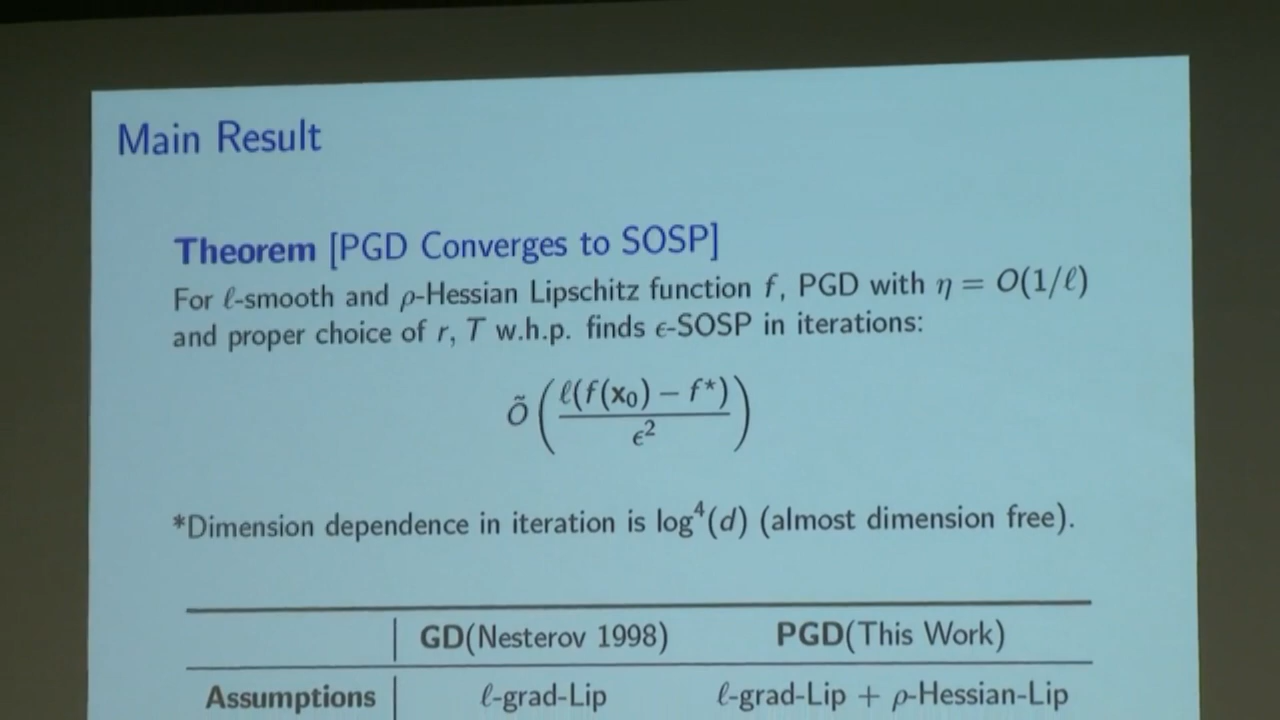 Main Result
Theorem [PGD Converges to SOSP]
For ℓ-smooth and ρ-Hessian Lipschitz function f, PGD with η = O(1/ℓ)
and proper choice of r, T w.h.p. finds ϵ-SOSP in iterations:
Õ ( ℓ(f(x₀) − f*) / ϵ² )
*Dimension dependence in iteration is log⁴(d) (almost dimension free).
GD(Nesterov 1998) PGD(This Work)
Assumptions ℓ-grad-Lip ℓ-grad-Lip + ρ-Hessian-Lip